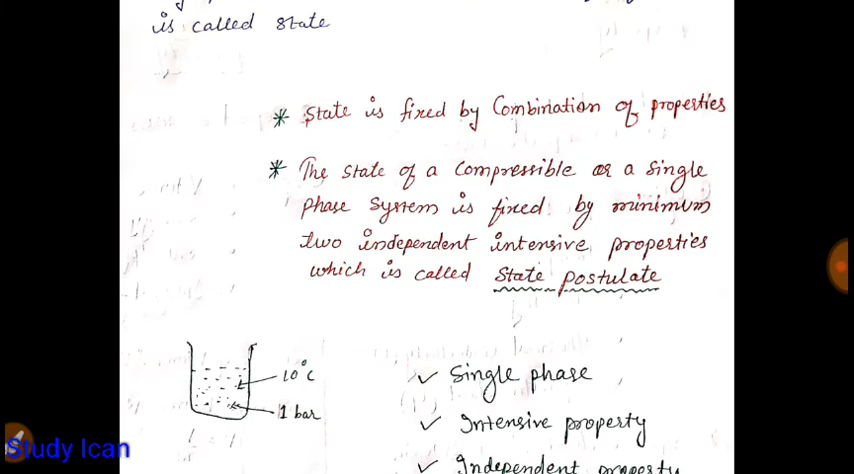 is called state
* State is fixed by Combination of properties
* The state of a compressible or a single
phase system is fixed by minimum
two independent intensive properties
which is called state postulate
10°C
1 bar
✓ Single phase
✓ Intensive property
✓ Independent property
Study Ican